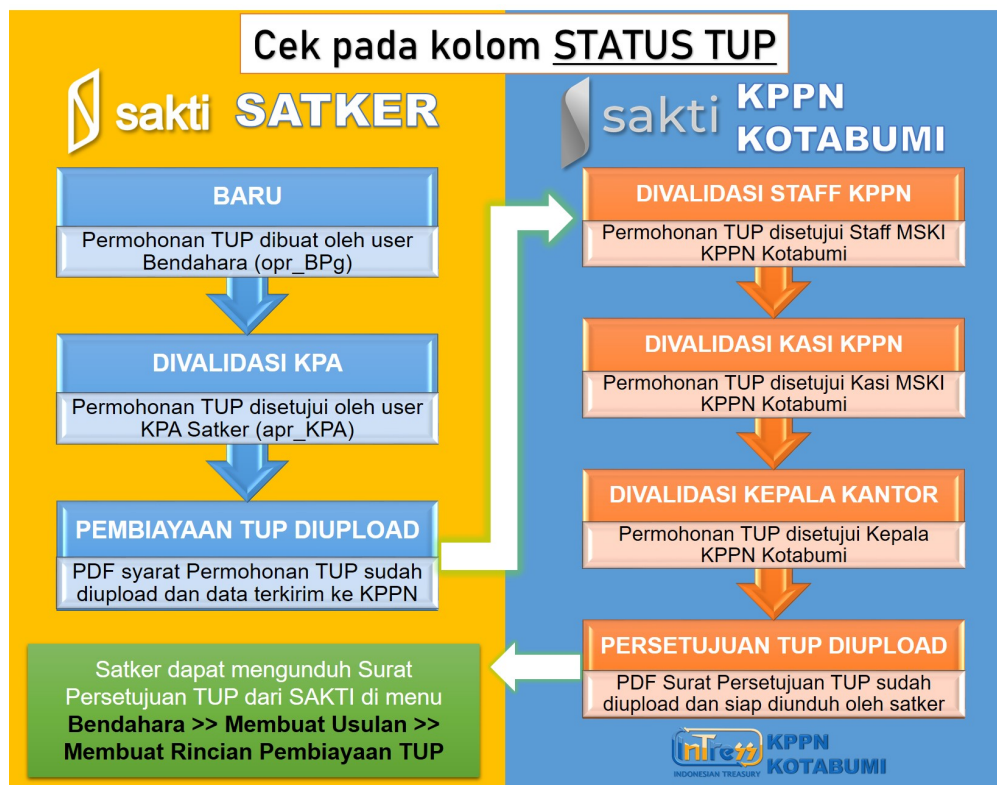 Cek pada kolom STATUS TUP
sakti SATKER
BARU
Permohonan TUP dibuat oleh user
Bendahara (opr_BPg)
DIVALIDASI KPA
Permohonan TUP disetujui oleh user
KPA Satker (apr_KPA)
PEMBIAYAAN TUP DIUPLOAD
PDF syarat Permohonan TUP sudah
diupload dan data terkirim ke KPPN
Satker dapat mengunduh Surat
Persetujuan TUP dari SAKTI di menu
Bendahara >> Membuat Usulan >>
Membuat Rincian Pembiayaan TUP
sakti KPPN
KOTABUMI
DIVALIDASI STAFF KPPN
Permohonan TUP disetujui Staff MSKI
KPPN Kotabumi
DIVALIDASI KASI KPPN
Permohonan TUP disetujui Kasi MSKI
KPPN Kotabumi
DIVALIDASI KEPALA KANTOR
Permohonan TUP disetujui Kepala
KPPN Kotabumi
PERSETUJUAN TUP DIUPLOAD
PDF Surat Persetujuan TUP sudah
diupload dan siap diunduh oleh satker
InTress
INDONESIAN TREASURY
KPPN
KOTABUMI